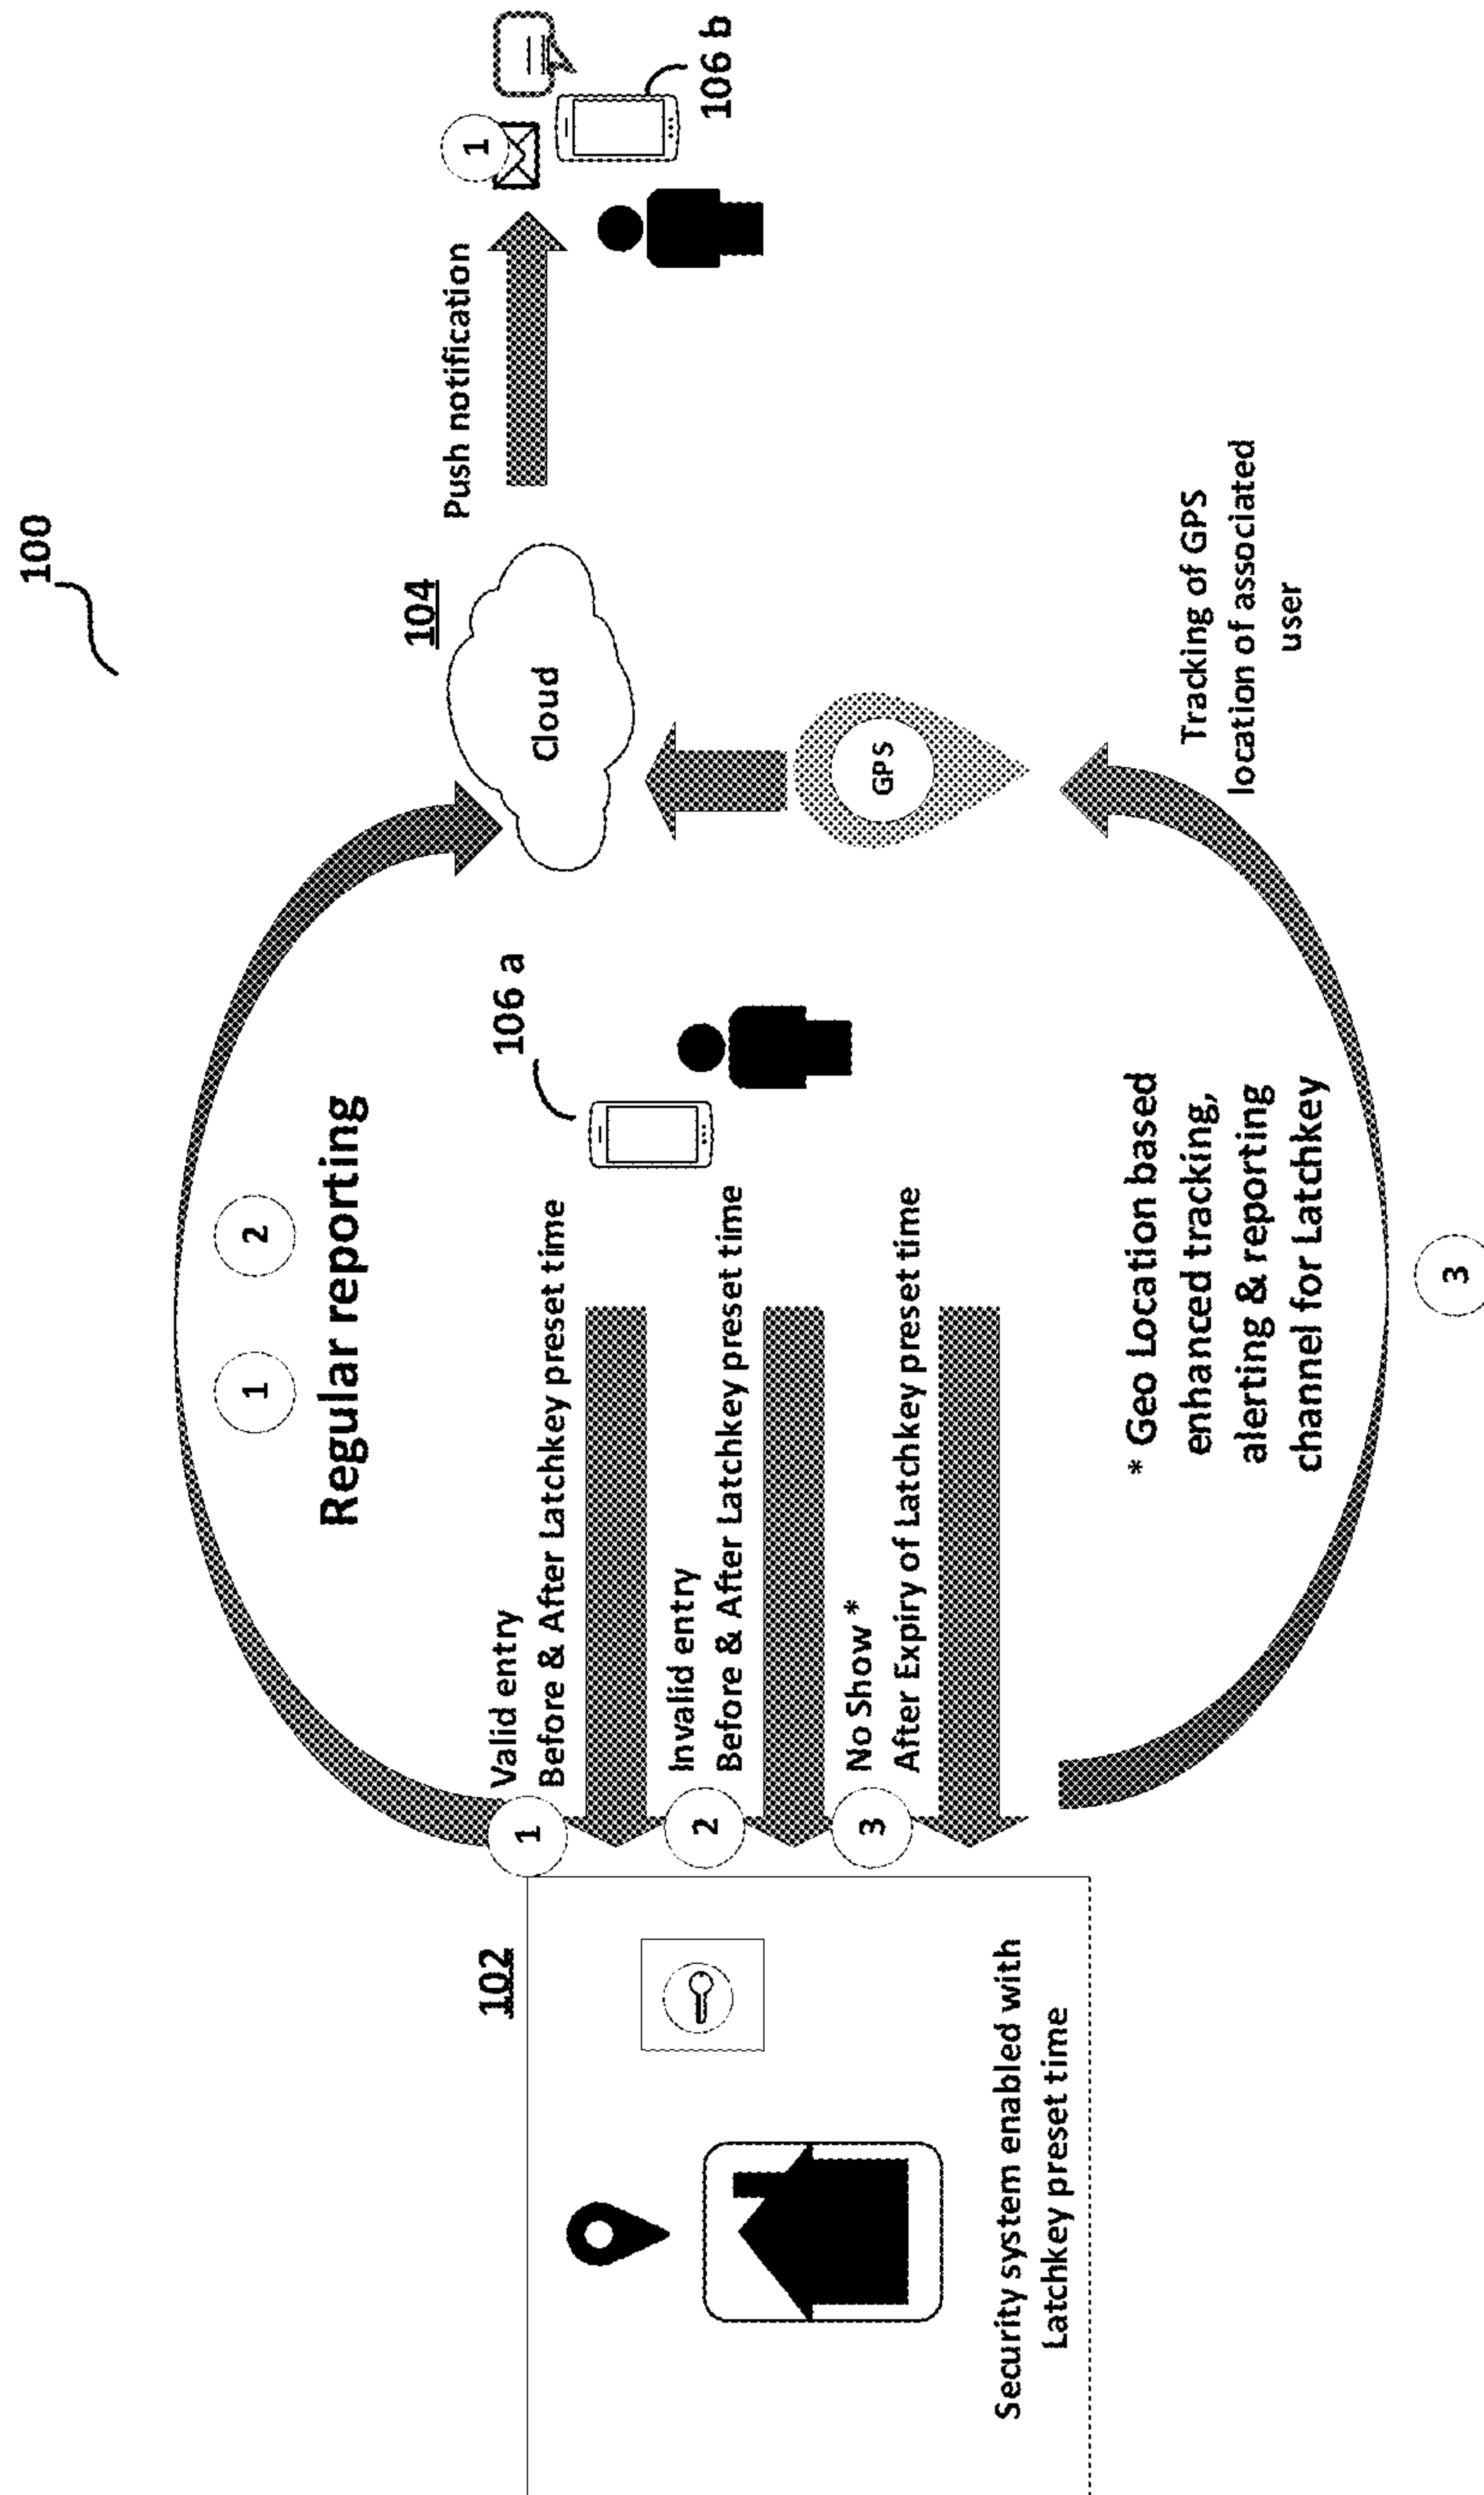 100
1
2
Regular reporting
104
Cloud
Push notification
1
106 b
102
1
Valid entry
Before & After Latchkey preset time
2
Invalid entry
Before & After Latchkey preset time
3
No Show *
After Expiry of Latchkey preset time
106 a
GPS
Security system enabled with
Latchkey preset time
* Geo Location based
enhanced tracking,
alerting & reporting
channel for Latchkey
Tracking of GPS
location of associated
user
3